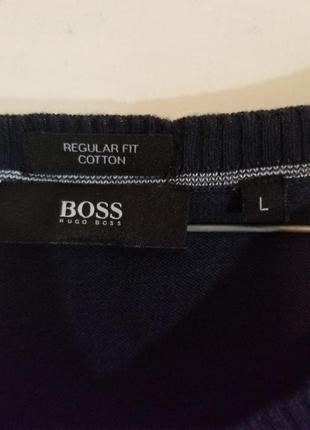 REGULAR FIT
COTTON
BOSS
HUGO BOSS
L